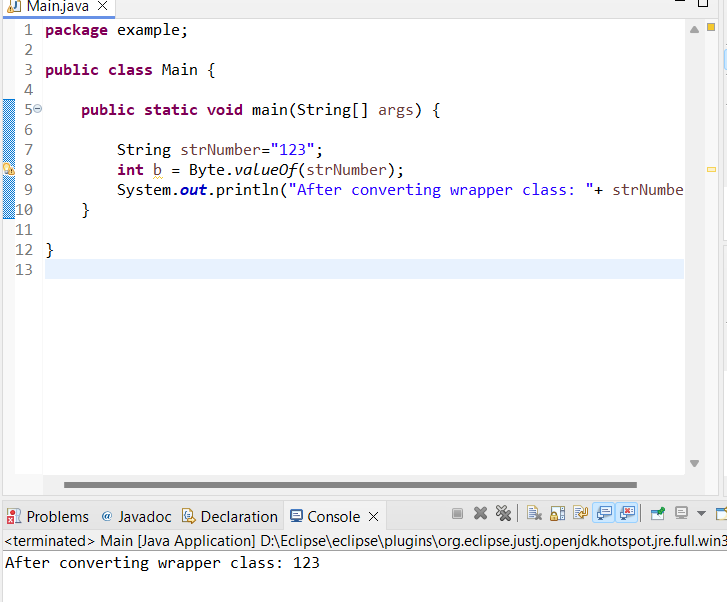 Main.java
1 package example;
2
3 public class Main {
4
5 public static void main(String[] args) {
6
7 String strNumber="123";
8 int b = Byte.valueOf(strNumber);
9 System.out.println("After converting wrapper class: "+ strNumbe
10 }
11
12 }
13
Problems @ Javadoc Declaration Console
<terminated> Main [Java Application] D:\Eclipse\eclipse\plugins\org.eclipse.justj.openjdk.hotspot.jre.full.win3
After converting wrapper class: 123